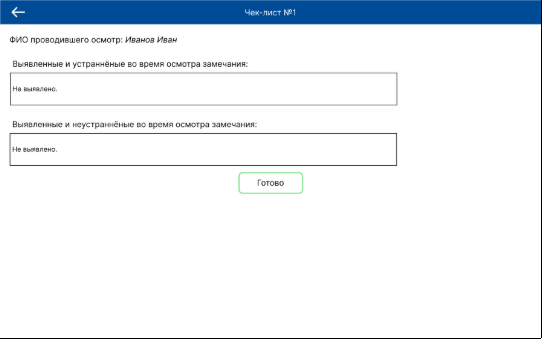 Чек-лист №1
ФИО проводившего осмотр: Иванов Иван
Выявленные и устраннёные во время осмотра замечания:
Не выявлено.
Выявленные и неустраннёные во время осмотра замечания:
Не выявлено.
Готово